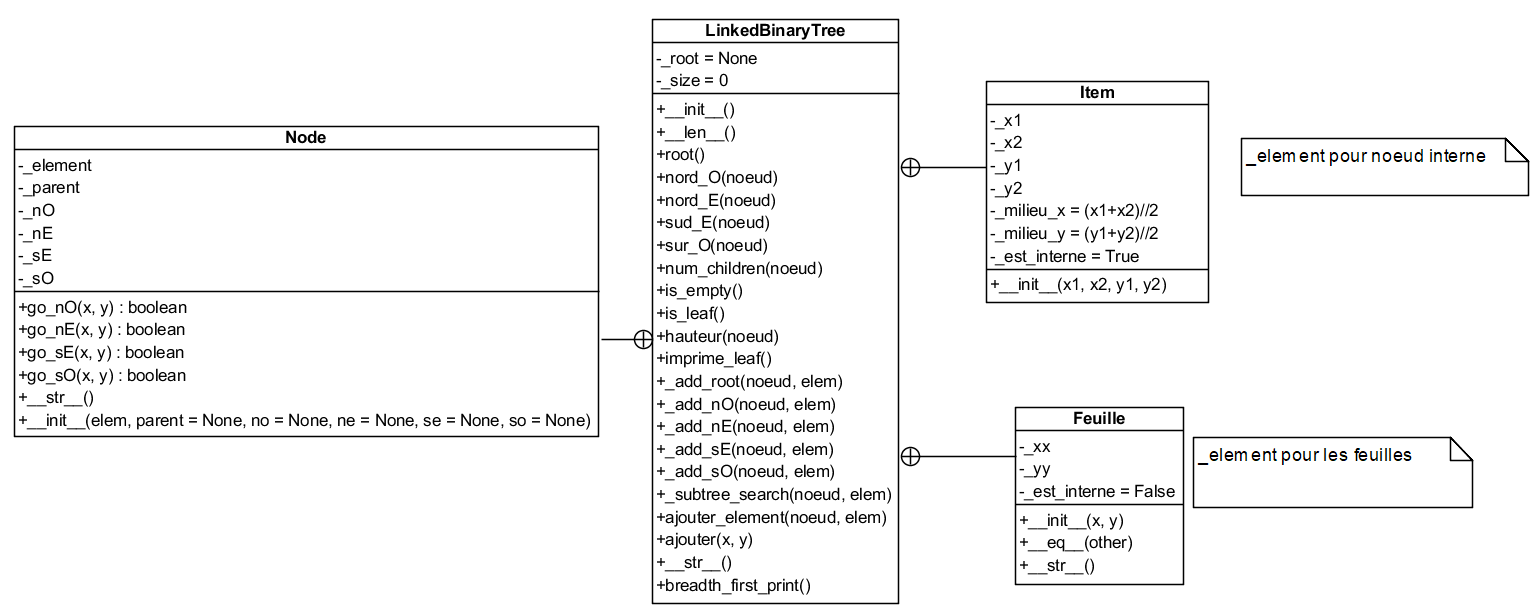 Node
-_element
-_parent
-_nO
-_nE
-_sE
-_sO
+go_nO(x, y) : boolean
+go_nE(x, y) : boolean
+go_sE(x, y) : boolean
+go_sO(x, y) : boolean
+__str__()
+__init__(elem, parent = None, no = None, ne = None, se = None, so = None)
LinkedBinaryTree
-_root = None
-_size = 0
+__init__()
+__len__()
+root()
+nord_O(noeud)
+nord_E(noeud)
+sud_E(noeud)
+sur_O(noeud)
+num_children(noeud)
+is_empty()
+is_leaf()
+hauteur(noeud)
+imprime_leaf()
+_add_root(noeud, elem)
+_add_nO(noeud, elem)
+_add_nE(noeud, elem)
+_add_sE(noeud, elem)
+_add_sO(noeud, elem)
+_subtree_search(noeud, elem)
+ajouter_element(noeud, elem)
+ajouter(x, y)
+__str__()
+breadth_first_print()
Item
-_x1
-_x2
-_y1
-_y2
-_milieu_x = (x1+x2)//2
-_milieu_y = (y1+y2)//2
-_est_interne = True
+__init__(x1, x2, y1, y2)
_element pour noeud interne
Feuille
-_xx
-_yy
-_est_interne = False
+__init__(x, y)
+__eq__(other)
+__str__()
_element pour les feuilles